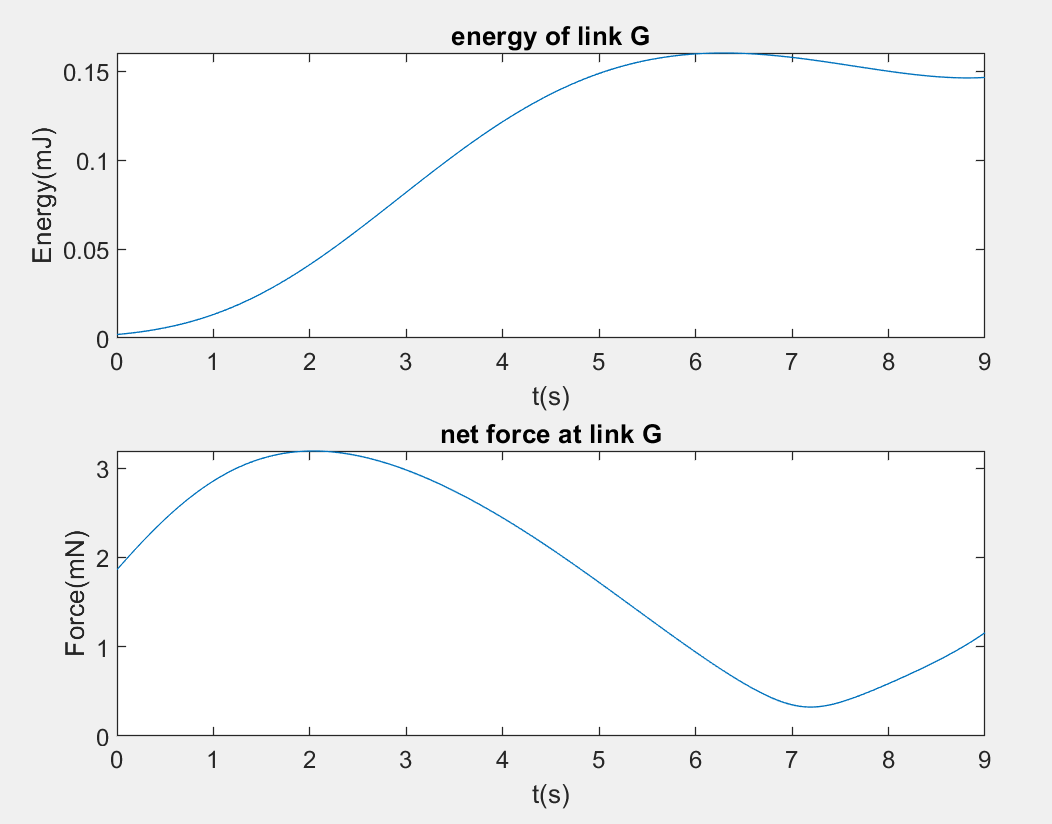 energy of link G
0.15
0.1
0.05
0
Energy(mJ)
0 1 2 3 4 5 6 7 8 9
t(s)
net force at link G
3
2
1
0
Force(mN)
0 1 2 3 4 5 6 7 8 9
t(s)